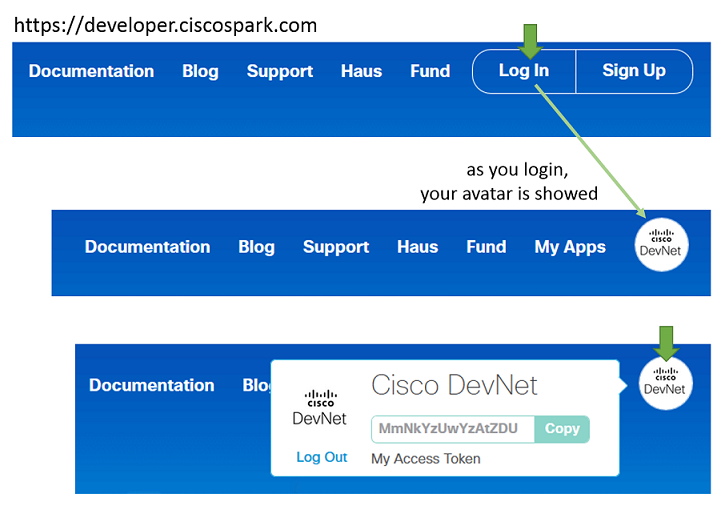 https://developer.ciscospark.com
Documentation Blog Support Haus Fund Log In Sign Up
as you login,
your avatar is showed
Documentation Blog Support Haus Fund My Apps
CISCO
DevNet
Documentation Blog
CISCO
DevNet
Log Out
Cisco DevNet
MmNkYzUwYzAtZDU Copy
My Access Token
CISCO
DevNet